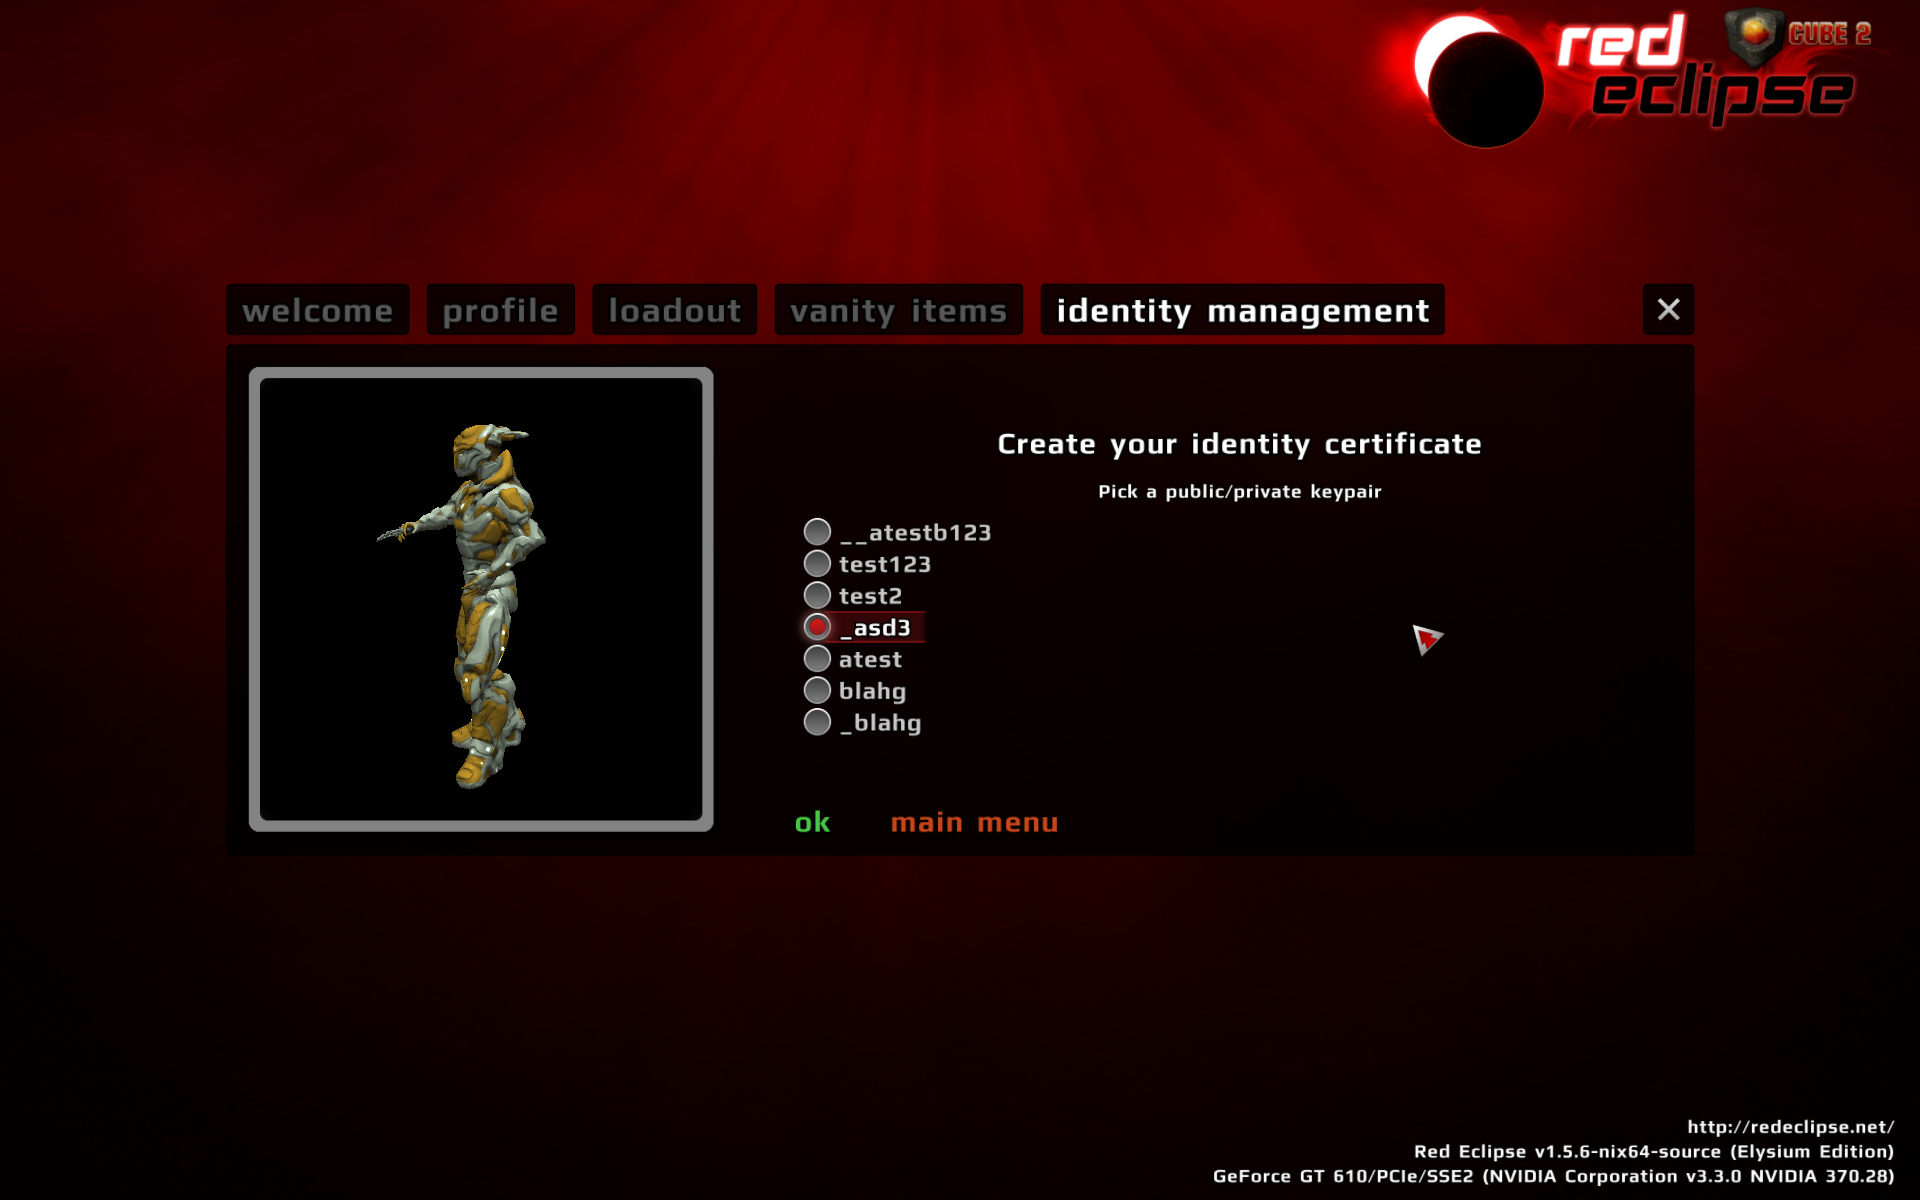 red
CUBE 2
eclipse
welcome
profile
loadout
vanity items
identity management
Create your identity certificate
Pick a public/private keypair
__atestb123
test123
test2
_asd3
atest
blahg
_blahg
ok
main menu
http://redeclipse.net/
Red Eclipse v1.5.6-nix64-source (Elysium Edition)
GeForce GT 610/PCIe/SSE2 (NVIDIA Corporation v3.3.0 NVIDIA 370.28)